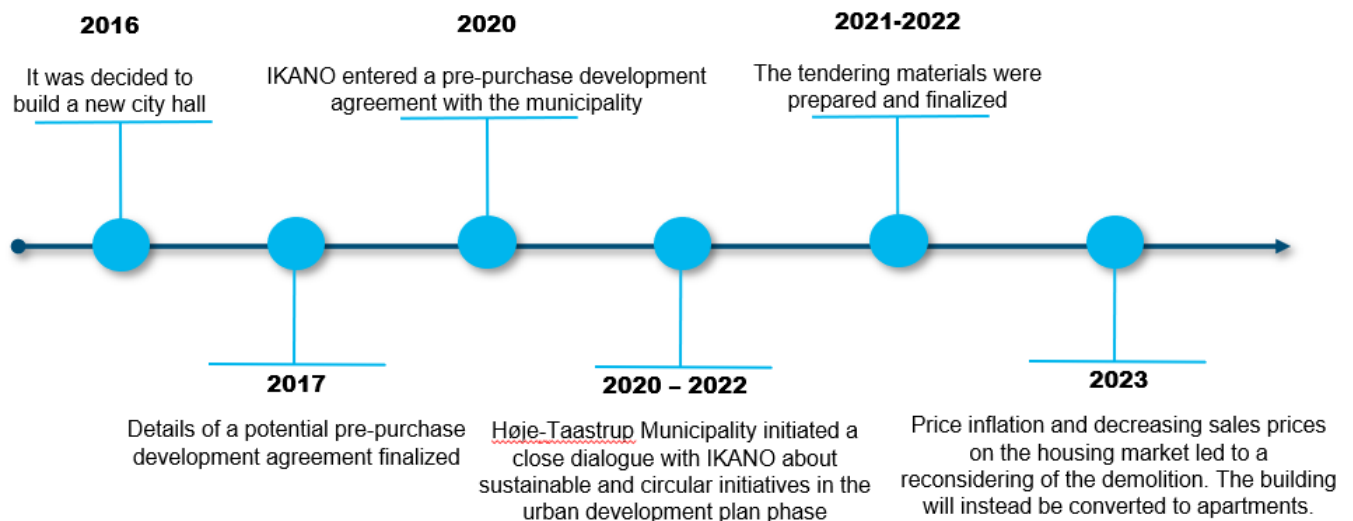 2016
It was decided to
build a new city hall
2020
IKANO entered a pre-purchase development
agreement with the municipality
2021-2022
The tendering materials were
prepared and finalized
2017
Details of a potential pre-purchase
development agreement finalized
2020 – 2022
Høje-Taastrup Municipality initiated a
close dialogue with IKANO about
sustainable and circular initiatives in the
urban development plan phase
2023
Price inflation and decreasing sales prices
on the housing market led to a
reconsidering of the demolition. The building
will instead be converted to apartments.